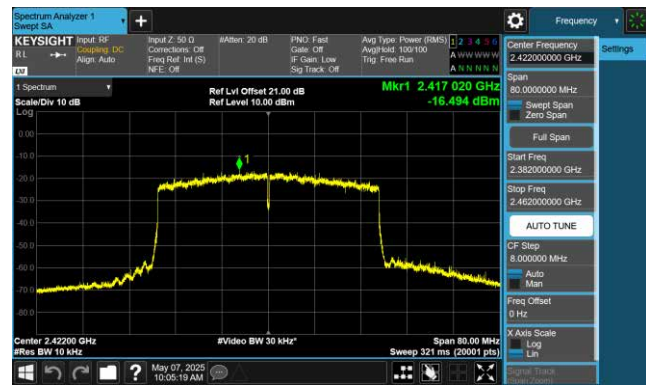 Spectrum Analyzer 1
Swept SA
+
Frequency
KEYSIGHT
Input: RF
Input Z: 50 Ω
#Atten: 20 dB
PNO: Fast
Avg Type: Power (RMS)
1 2 3 4 5 6
RL
Coupling: DC
Corrections: Off
Gate: Off
Avg|Hold: 100/100
A W W W W W
Align: Auto
Freq Ref: Int (S)
IF Gain: Low
Trig: Free Run
NFE: Off
Sig Track: Off
A N N N N N
LXI
1 Spectrum
Ref Lvl Offset 21.00 dB
Mkr1 2.417 020 GHz
Scale/Div 10 dB
Ref Level 10.00 dBm
-16.494 dBm
Log
0.00
1
-10.0
-20.0
-30.0
-40.0
-50.0
-60.0
-70.0
-80.0
Center 2.42200 GHz
#Video BW 30 kHz*
Span 80.00 MHz
#Res BW 10 kHz
Sweep 321 ms (20001 pts)
?
May 07, 2025
10:05:19 AM
Center Frequency
2.422000000 GHz
Settings
Span
80.0000000 MHz
Swept Span
Zero Span
Full Span
Start Freq
2.382000000 GHz
Stop Freq
2.462000000 GHz
AUTO TUNE
CF Step
8.000000 MHz
Auto
Man
Freq Offset
0 Hz
X Axis Scale
Log
Lin
Signal Track
(Span Zoom)